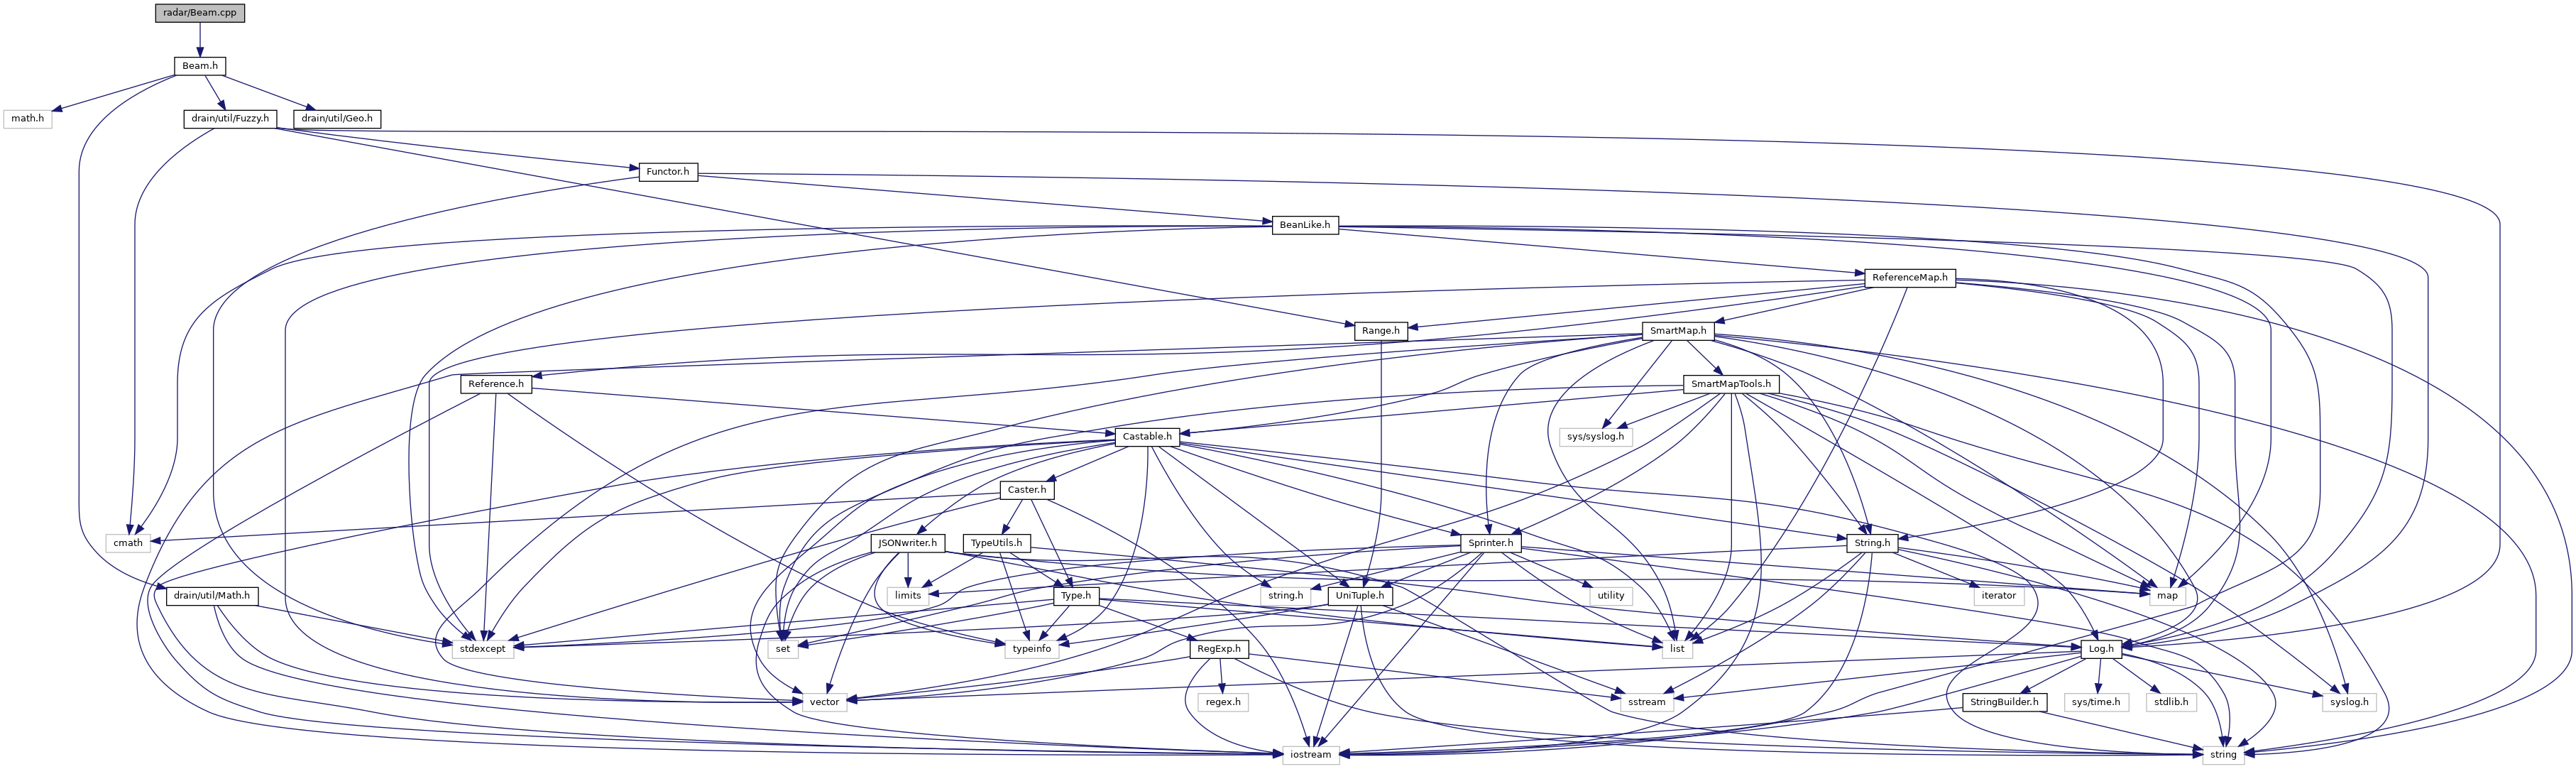 radar/Beam.cpp
Beam.h
math.h
drain/util/Fuzzy.h
drain/util/Geo.h
Functor.h
BeanLike.h
ReferenceMap.h
Range.h
SmartMap.h
Reference.h
SmartMapTools.h
Castable.h
sys/syslog.h
Caster.h
cmath
JSONwriter.h
TypeUtils.h
Sprinter.h
String.h
drain/util/Math.h
limits
Type.h
string.h
UniTuple.h
utility
iterator
map
stdexcept
set
typeinfo
RegExp.h
list
Log.h
vector
regex.h
sstream
StringBuilder.h
sys/time.h
stdlib.h
syslog.h
iostream
string